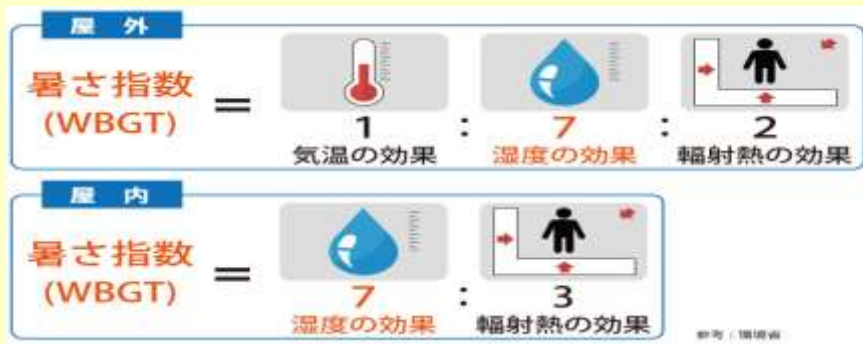 屋 外
暑さ指数
(WBGT)
=
1 : 7 : 2
気温の効果 湿度の効果 輻射熱の効果
屋 内
暑さ指数
(WBGT)
=
7 : 3
湿度の効果 輻射熱の効果
参考：環境省